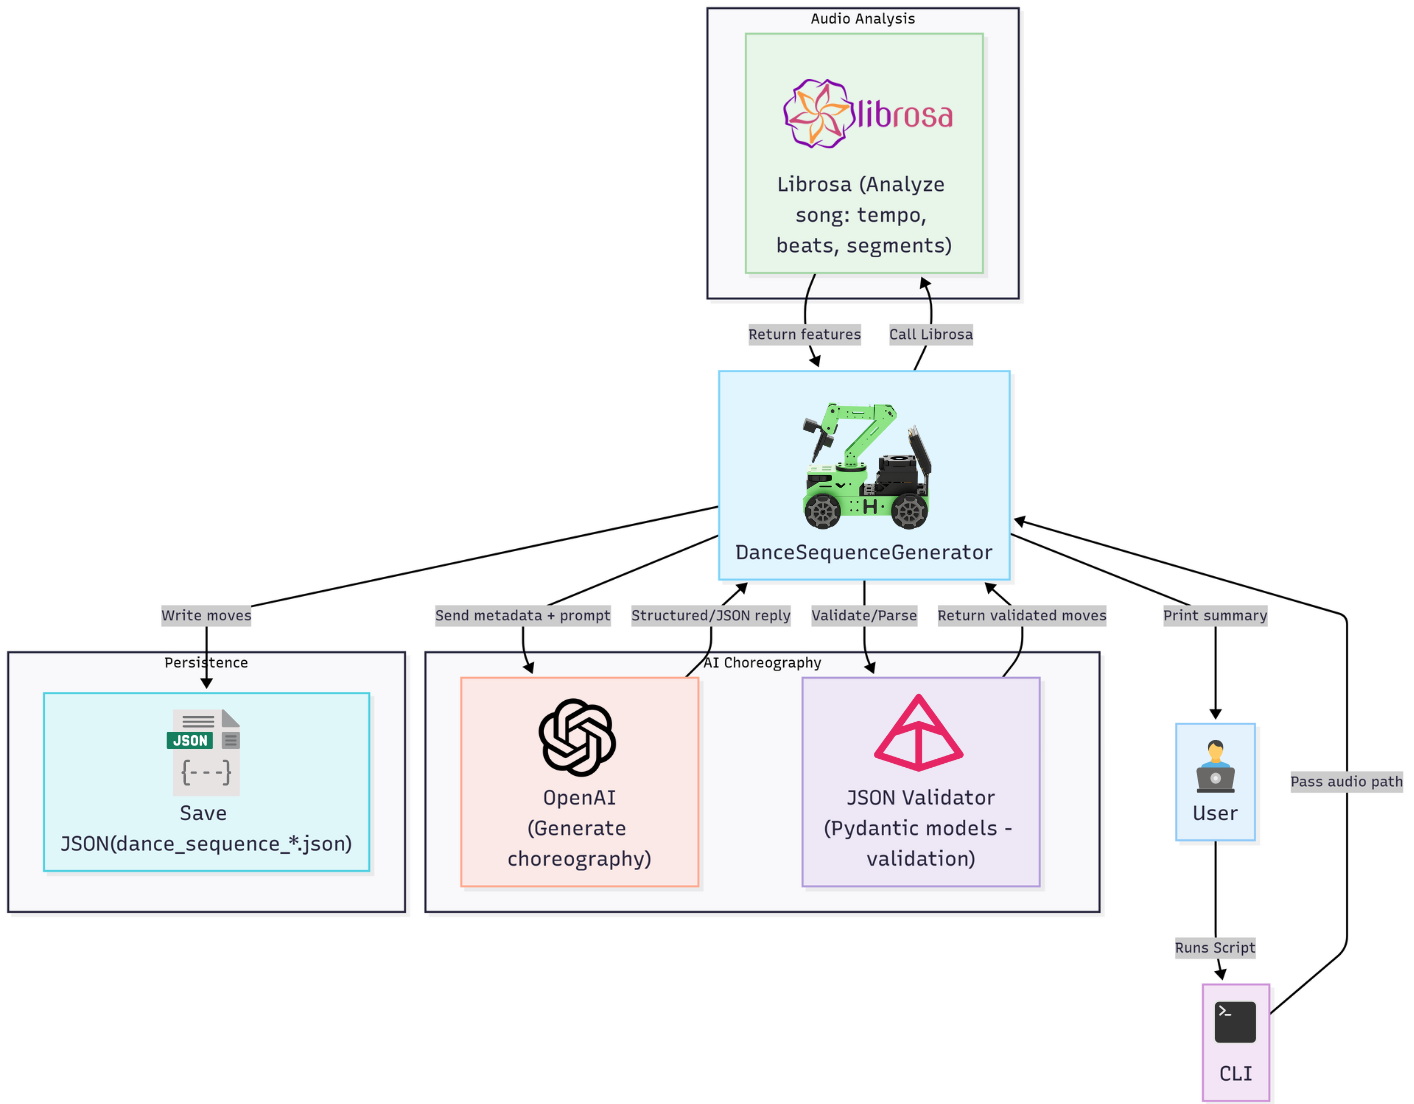 Audio Analysis
librosa
Librosa (Analyze
song: tempo,
beats, segments)
Return features
Call Librosa
H
DanceSequenceGenerator
Write moves
Send metadata + prompt
Structured/JSON reply
Validate/Parse
Return validated moves
Print summary
Persistence
JSON
{---}
Save
JSON(dance_sequence_*.json)
AI Choreography
OpenAI
(Generate
choreography)
JSON Validator
(Pydantic models -
validation)
User
Pass audio path
Runs Script
>_
CLI